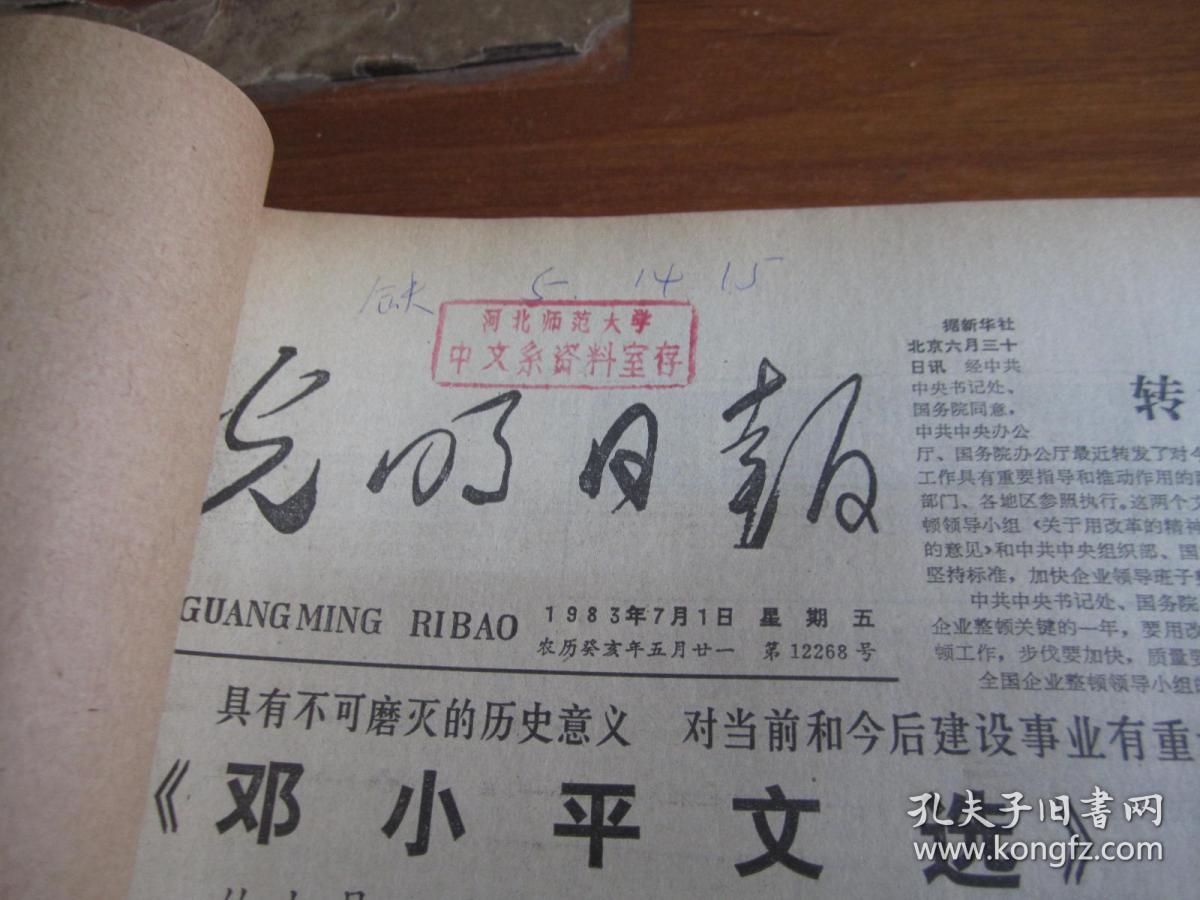 缺 5. 14. 15
河北师范大学
中文系资料室存
光明日报
GUANGMING RIBAO
1983年7月1日 星期五
农历癸亥年五月廿一 第12268号
据新华社
北京六月三十
日讯 经中共
中央书记处、
国务院同意，
中共中央办公
厅、国务院办公厅最近转发了对今
工作具有重要指导和推动作用的
部门、各地区参照执行。这两个
顿领导小组《关于用改革的精神
的意见》和中共中央组织部、国
坚持标准，加快企业领导班子
中共中央书记处、国务院
企业整顿关键的一年，要用改
顿工作，步伐要加快，质量要
全国企业整顿领导小组的
转
具有不可磨灭的历史意义 对当前和今后建设事业有重
《邓小平文选》
孔夫子旧书网
www.kongfz.com